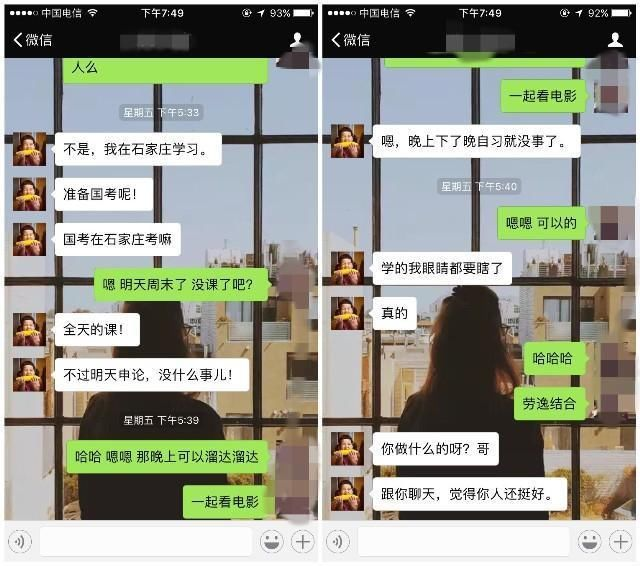 中国电信
下午7:49
93%
微信
人么
星期五 下午5:33
不是，我在石家庄学习。
准备国考呢！
国考在石家庄考嘛
嗯 明天周末了 没课了吧？
全天的课！
不过明天申论，没什么事儿！
星期五 下午5:39
哈哈 嗯嗯 那晚上可以溜达溜达
一起看电影
中国电信
下午7:49
92%
微信
一起看电影
嗯，晚上下了晚自习就没事了。
星期五 下午5:40
嗯嗯 可以的
学的我眼睛都要瞎了
真的
哈哈哈
劳逸结合
你做什么的呀？哥
跟你聊天，觉得你人还挺好。